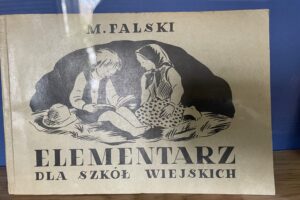 M. FALSKI
ELEMENTARZ
DLA SZKÓŁ WIEJSKICH